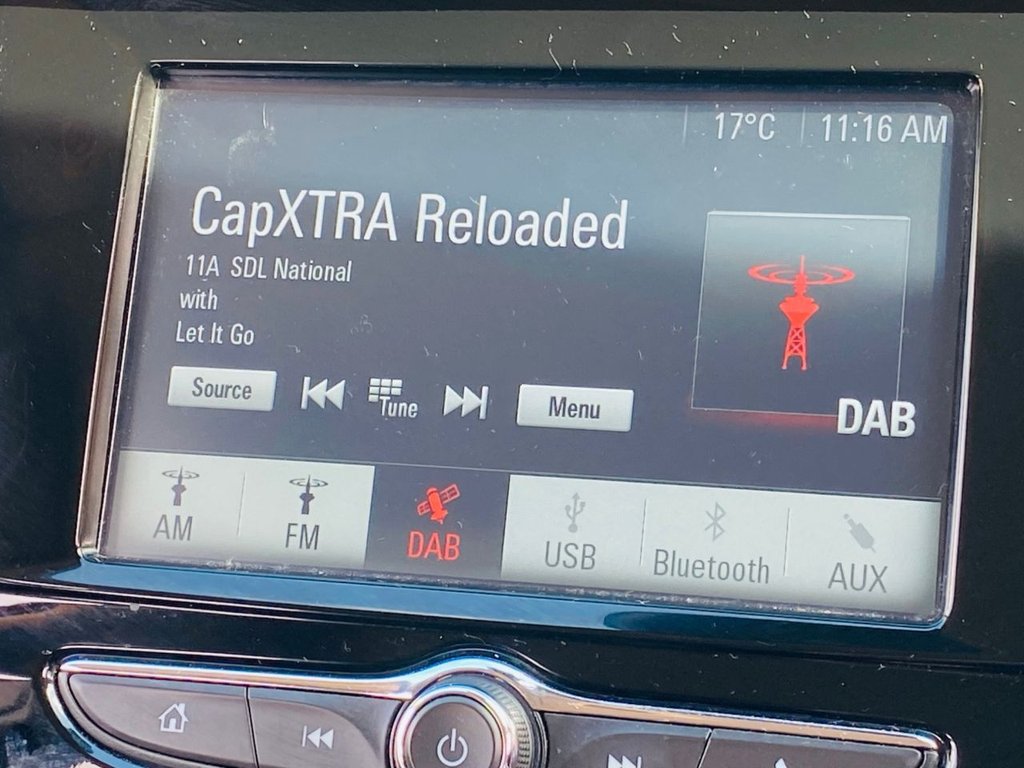 17°C 11:16 AM
CapXTRA Reloaded
11A SDL National
with
Let It Go
Source Tune Menu
DAB
AM FM DAB USB Bluetooth AUX